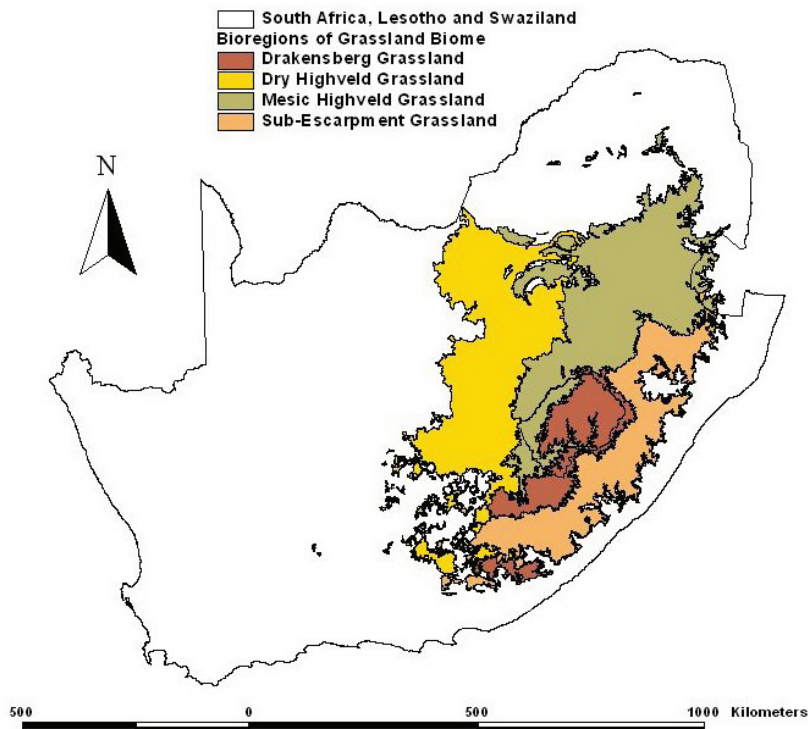 South Africa, Lesotho and Swaziland
Bioregions of Grassland Biome
Drakensberg Grassland
Dry Highveld Grassland
Mesic Highveld Grassland
Sub-Escarpment Grassland
N
500 0 500 1000 Kilometers